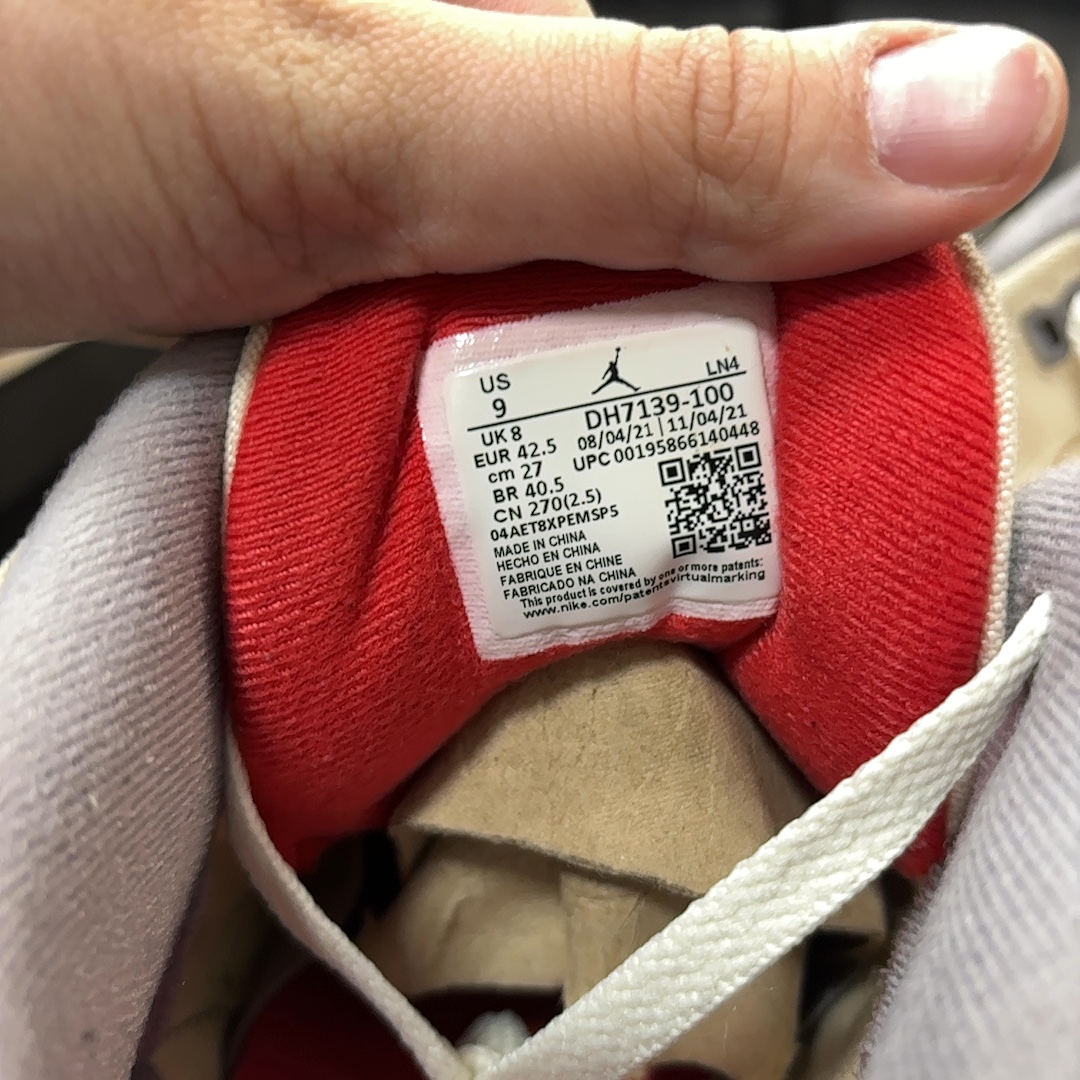 US
9
LN4
DH7139-100
UK 8
08/04/21 | 11/04/21
EUR 42.5
UPC 00195866140448
cm 27
BR 40.5
CN 270(2.5)
04AET8XPEMSP5
MADE IN CHINA
HECHO EN CHINA
FABRIQUE EN CHINE
FABRICADO NA CHINA
This product is covered by one or more patents:
www.nike.com/patentsvirtualmarking